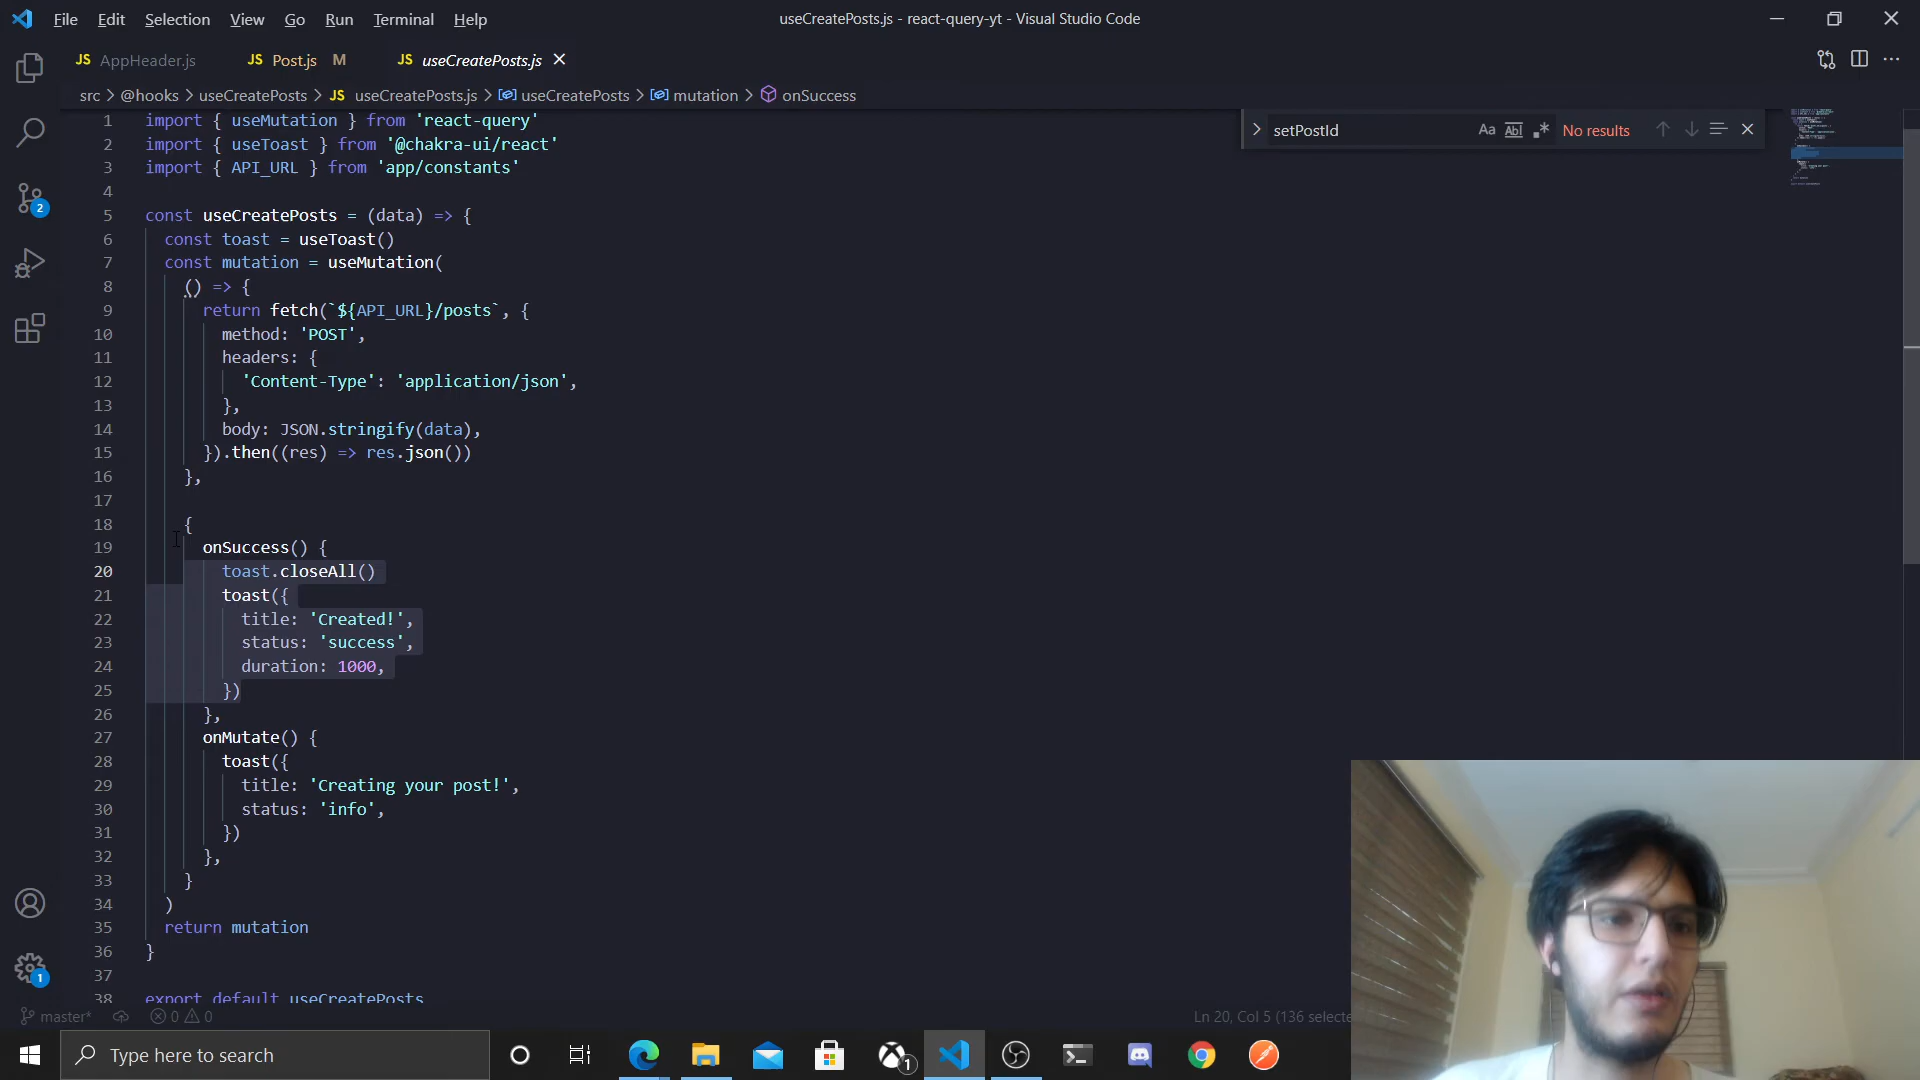 File Edit Selection View Go Run Terminal Help
useCreatePosts.js - react-query-yt - Visual Studio Code
JS AppHeader.js JS Post.js M JS useCreatePosts.js
src > @hooks > useCreatePosts > JS useCreatePosts.js > useCreatePosts > mutation > onSuccess
setPostId Aa Abl No results
1 import { useMutation } from 'react-query'
2 import { useToast } from '@chakra-ui/react'
3 import { API_URL } from 'app/constants'
4
5 const useCreatePosts = (data) => {
6 const toast = useToast()
7 const mutation = useMutation(
8 () => {
9 return fetch(`${API_URL}/posts`, {
10 method: 'POST',
11 headers: {
12 'Content-Type': 'application/json',
13 },
14 body: JSON.stringify(data),
15 }).then((res) => res.json())
16 },
17
18 {
19 onSuccess() {
20 toast.closeAll()
21 toast({
22 title: 'Created!',
23 status: 'success',
24 duration: 1000,
25 })
26 },
27 onMutate() {
28 toast({
29 title: 'Creating your post!',
30 status: 'info',
31 })
32 },
33 }
34 )
35 return mutation
36 }
37
38 export default useCreatePosts
2
1
master* 0 0 Ln 20, Col 5 (136 selecte
Type here to search
1